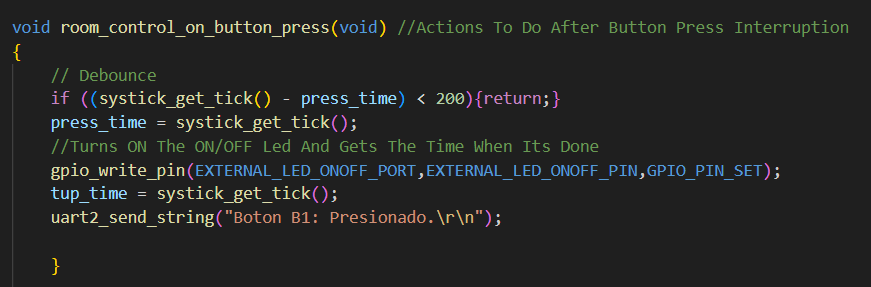 void room_control_on_button_press(void) //Actions To Do After Button Press Interruption
{
// Debounce
if ((systick_get_tick() - press_time) < 200){return;}
press_time = systick_get_tick();
//Turns ON The ON/OFF Led And Gets The Time When Its Done
gpio_write_pin(EXTERNAL_LED_ONOFF_PORT,EXTERNAL_LED_ONOFF_PIN,GPIO_PIN_SET);
tup_time = systick_get_tick();
uart2_send_string("Boton B1: Presionado.\r\n");
}